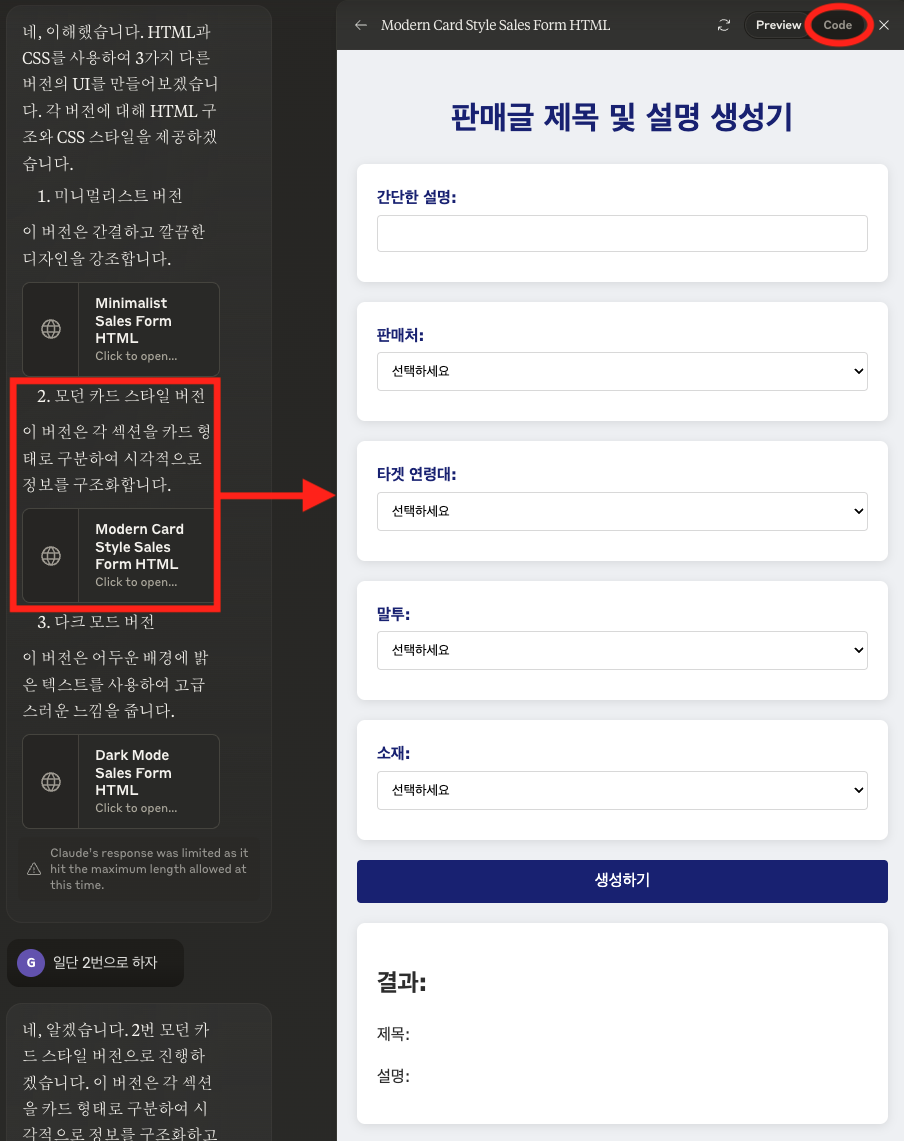 네, 이해했습니다. HTML과
CSS를 사용하여 3가지 다른
버전의 UI를 만들어보겠습니
다. 각 버전에 대해 HTML 구
조와 CSS 스타일을 제공하겠
습니다.
1. 미니멀리스트 버전
이 버전은 간결하고 깔끔한
디자인을 강조합니다.
Minimalist
Sales Form
HTML
Click to open...
2. 모던 카드 스타일 버전
이 버전은 각 섹션을 카드 형
태로 구분하여 시각적으로
정보를 구조화합니다.
Modern Card
Style Sales
Form HTML
Click to open...
3. 다크 모드 버전
이 버전은 어두운 배경에 밝
은 텍스트를 사용하여 고급
스러운 느낌을 줍니다.
Dark Mode
Sales Form
HTML
Click to open...
Claude's response was limited as it
hit the maximum length allowed at
this time.
G 일단 2번으로 하자
네, 알겠습니다. 2번 모던 카
드 스타일 버전으로 진행하
겠습니다. 이 버전은 각 섹션
을 카드 형태로 구분하여 시
각적으로 정보를 구조화하고
Modern Card Style Sales Form HTML
Preview Code
판매글 제목 및 설명 생성기
간단한 설명:
판매처:
선택하세요
타겟 연령대:
선택하세요
말투:
선택하세요
소재:
선택하세요
생성하기
결과:
제목:
설명: